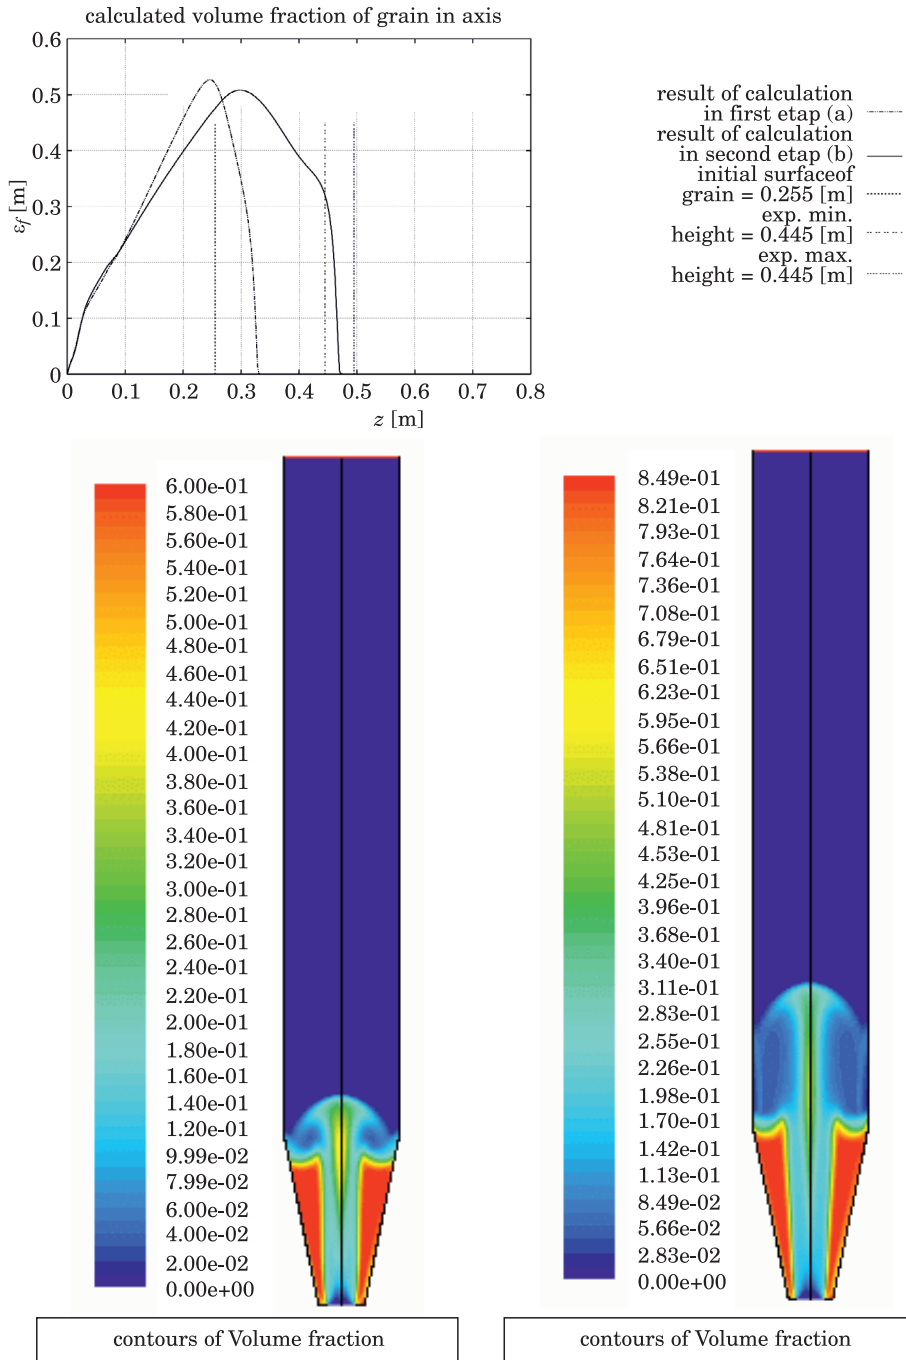 calculated volume fraction of grain in axis
0.6
0.5
0.4
0.3
0.2
0.1
0
εf [m]
0 0.1 0.2 0.3 0.4 0.5 0.6 0.7 0.8
z [m]
result of calculation
in first etap (a)
result of calculation
in second etap (b)
initial surfaceof
grain = 0.255 [m]
exp. min.
height = 0.445 [m]
exp. max.
height = 0.445 [m]
6.00e-01
5.80e-01
5.60e-01
5.40e-01
5.20e-01
5.00e-01
4.80e-01
4.60e-01
4.40e-01
4.20e-01
4.00e-01
3.80e-01
3.60e-01
3.40e-01
3.20e-01
3.00e-01
2.80e-01
2.60e-01
2.40e-01
2.20e-01
2.00e-01
1.80e-01
1.60e-01
1.40e-01
1.20e-01
9.99e-02
7.99e-02
6.00e-02
4.00e-02
2.00e-02
0.00e+00
contours of Volume fraction
8.49e-01
8.21e-01
7.93e-01
7.64e-01
7.36e-01
7.08e-01
6.79e-01
6.51e-01
6.23e-01
5.95e-01
5.66e-01
5.38e-01
5.10e-01
4.81e-01
4.53e-01
4.25e-01
3.96e-01
3.68e-01
3.40e-01
3.11e-01
2.83e-01
2.55e-01
2.26e-01
1.98e-01
1.70e-01
1.42e-01
1.13e-01
8.49e-02
5.66e-02
2.83e-02
0.00e+00
contours of Volume fraction